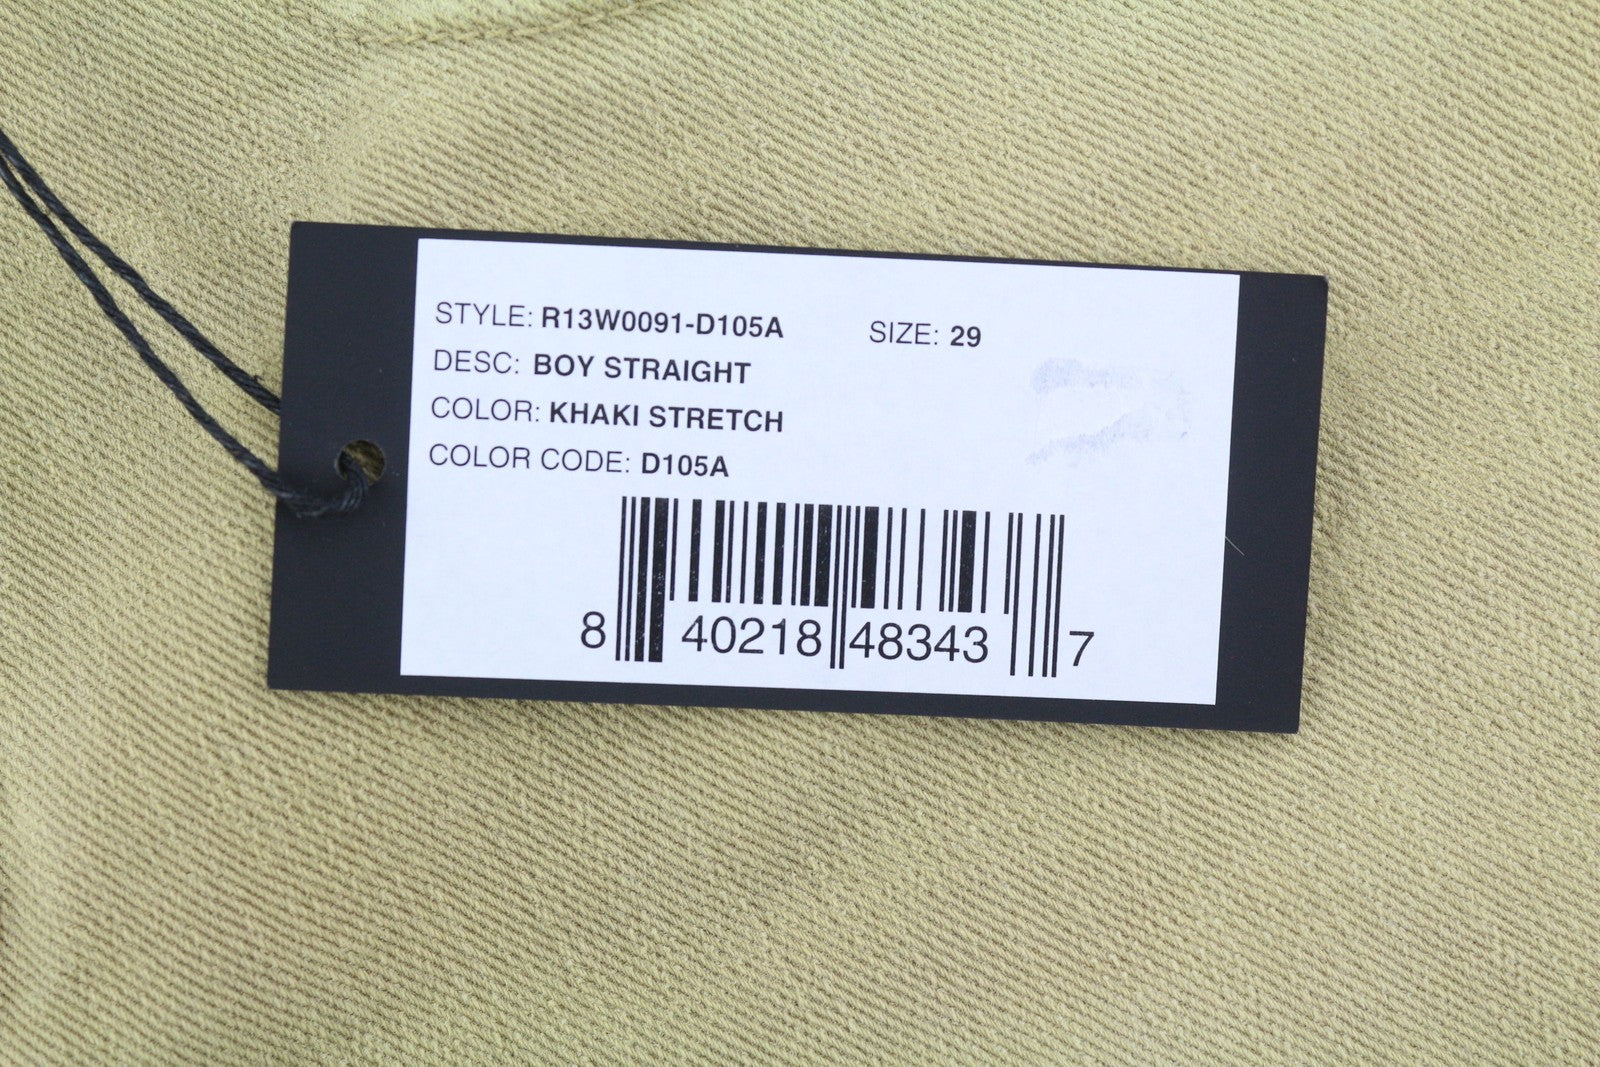 STYLE: R13W0091-D105A SIZE: 29
DESC: BOY STRAIGHT
COLOR: KHAKI STRETCH
COLOR CODE: D105A
8 40218 48343 7